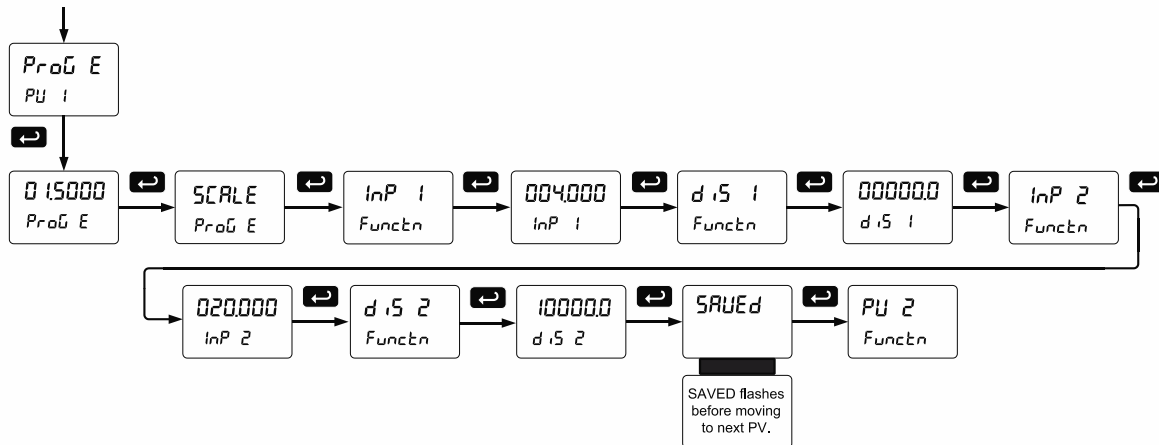 ProG E
PU 1
01.5000
ProG E
SCALE
ProG E
InP 1
Functn
004.000
InP 1
diS 1
Functn
00000.0
diS 1
InP 2
Functn
020.000
InP 2
diS 2
Functn
10000.0
diS 2
SAVEd
PU 2
Functn
SAVED flashes
before moving
to next PV.